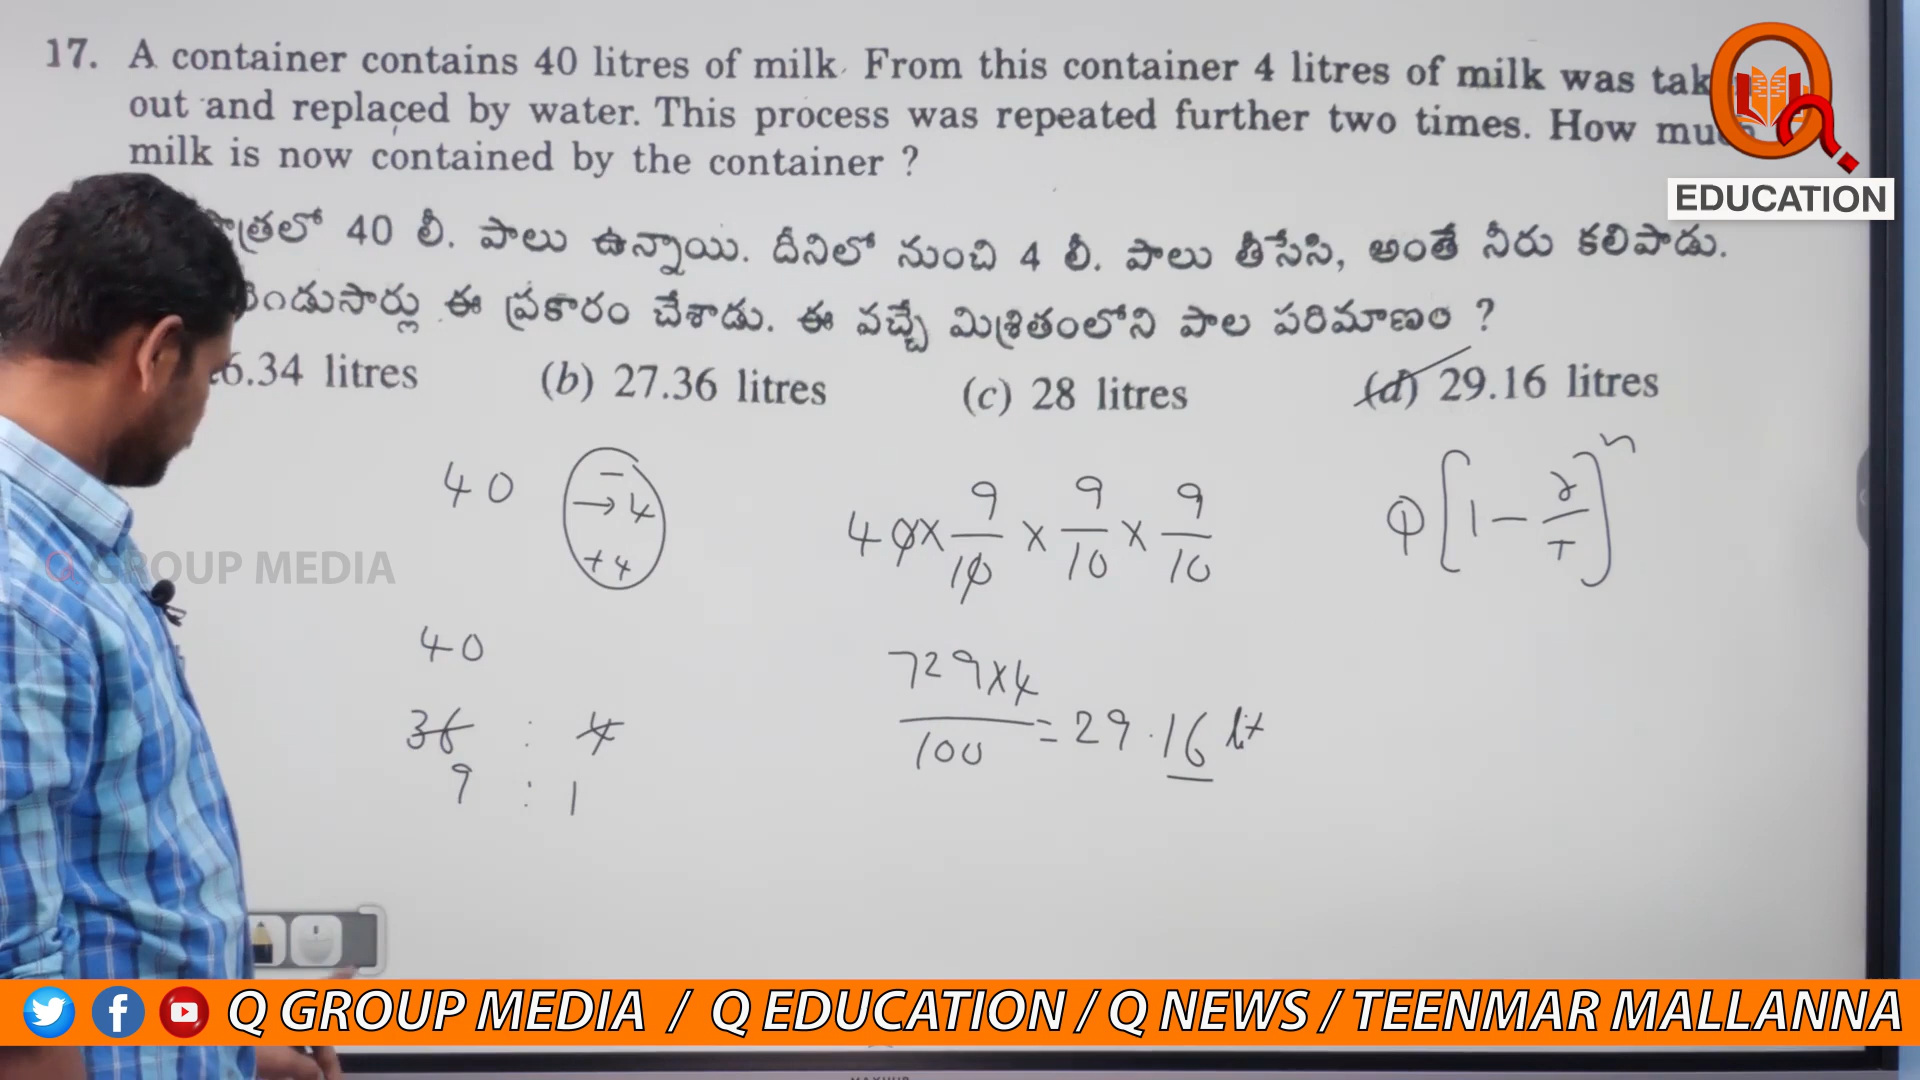 17. A container contains 40 litres of milk. From this container 4 litres of milk was
out and replaced by water. This process was repeated further two times. How
milk is now contained by the container ?
40 లీ. పాలు ఉన్నాయి. దీనిలో నుంచి 4 లీ. పాలు తీసేసి, అంతే నీరు కలిపాడు.
ఈ ప్రకారం చేశాడు. ఈ వచ్చే మిశ్రితంలోని పాల పరిమాణం ?
6.34 litres (b) 27.36 litres (c) 28 litres (d) 29.16 litres
40 → 4 + 4
40 × 9/10 × 9/10 × 9/10
Q[1 - r/T]^n
40
36 : 4
9 : 1
729×4/100 = 29.16 lit
EDUCATION
Q GROUP MEDIA
Q GROUP MEDIA / Q EDUCATION / Q NEWS / TEENMAR MALLANNA